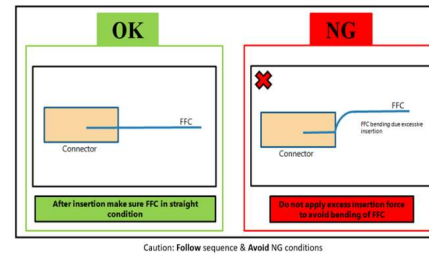 OK
FFC
Connector
After insertion make sure FFC in straight
condition
NG
FFC
FFC bending due excessive
insertion
Connector
Do not apply excess insertion force
to avoid bending of FFC
Caution: Follow sequence & Avoid NG conditions